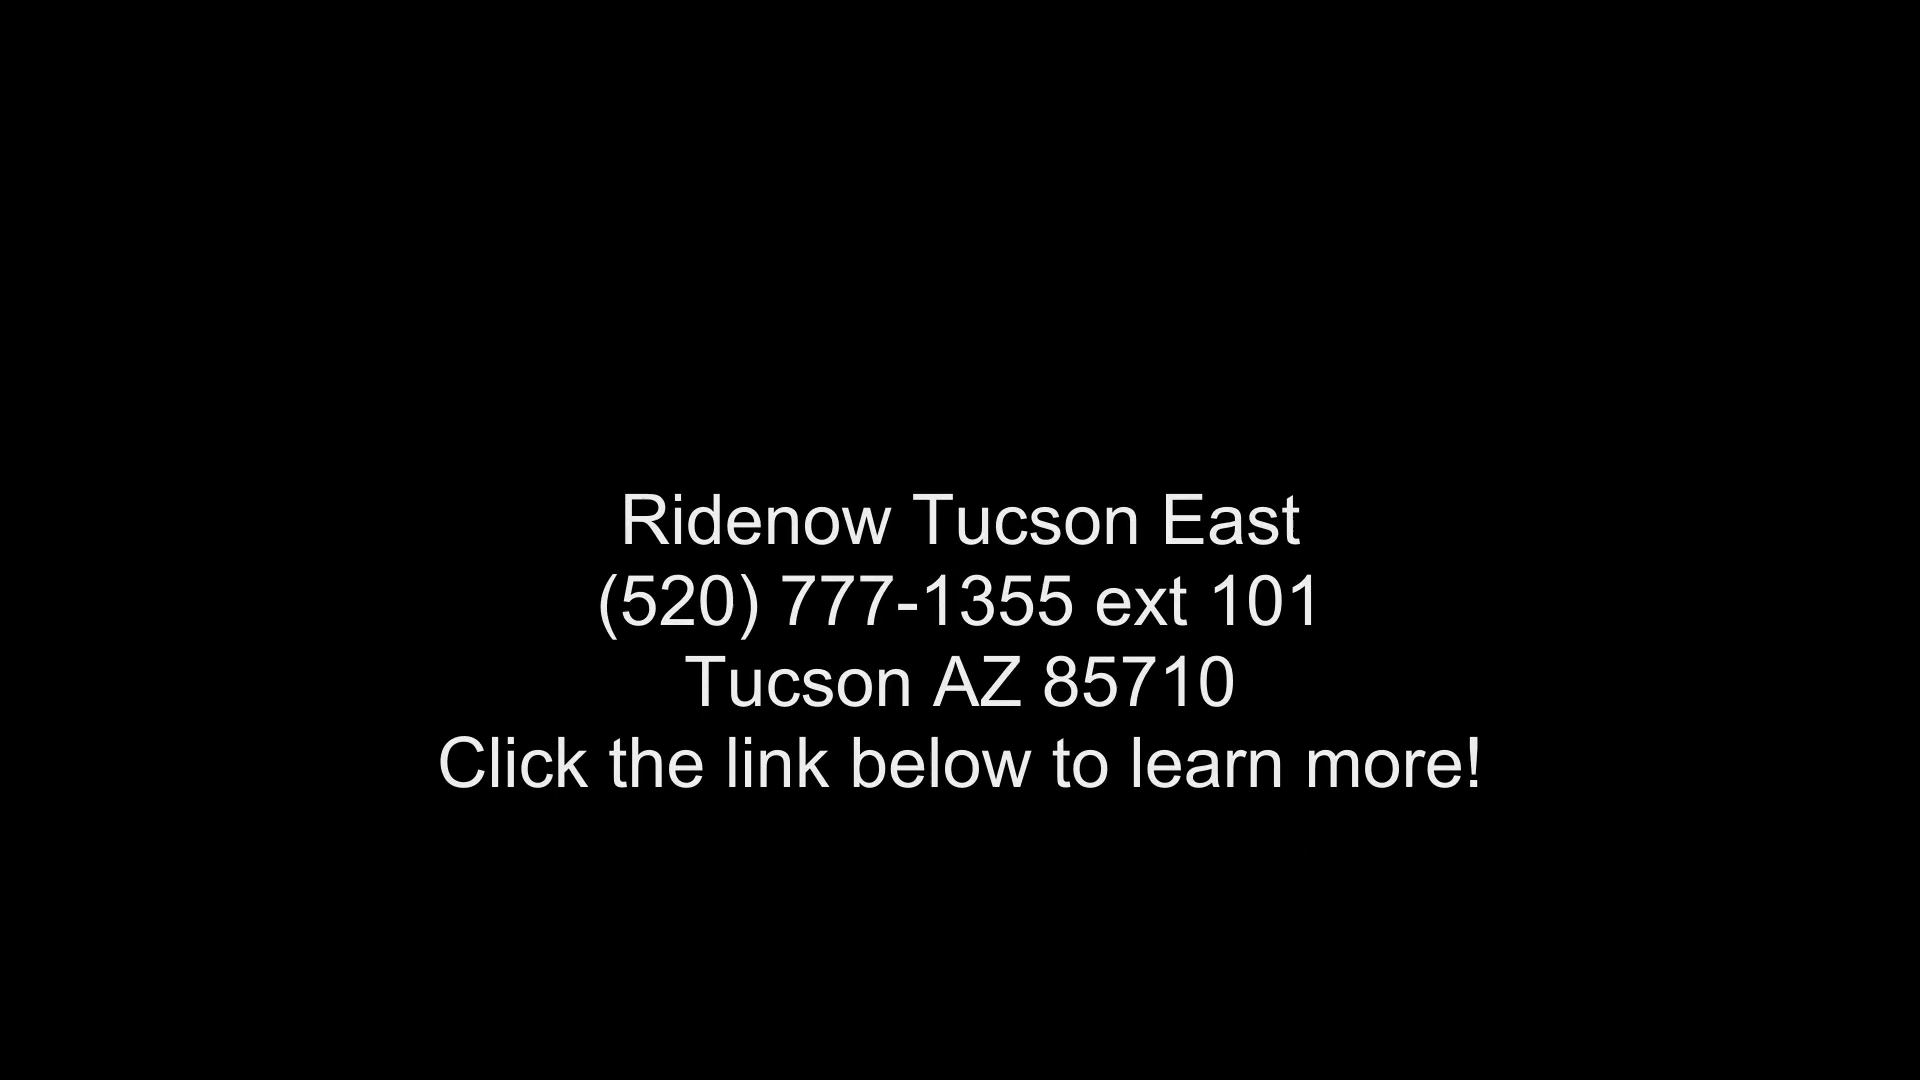 Ridenow Tucson East
(520) 777-1355 ext 101
Tucson AZ 85710
Click the link below to learn more!